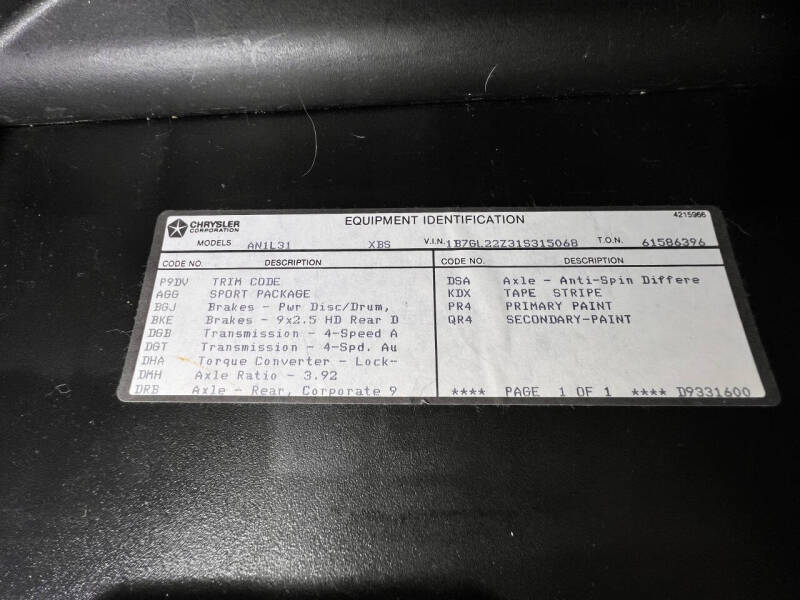 CHRYSLER
CORPORATION
EQUIPMENT IDENTIFICATION
4215966
MODELS AN1L31 XBS V.I.N. 1B7GL22Z31S315068 T.O.N. 61586396
CODE NO. DESCRIPTION
P9DV TRIM CODE
AGG SPORT PACKAGE
BGJ Brakes - Pwr Disc/Drum,
BKE Brakes - 9x2.5 HD Rear D
DGB Transmission - 4-Speed A
DGT Transmission - 4-Spd. Au
DHA Torque Converter - Lock-
DMH Axle Ratio - 3.92
DRB Axle - Rear, Corporate 9
CODE NO. DESCRIPTION
DSA Axle - Anti-Spin Differe
KDX TAPE STRIPE
PR4 PRIMARY PAINT
QR4 SECONDARY-PAINT
**** PAGE 1 OF 1 **** D9331600